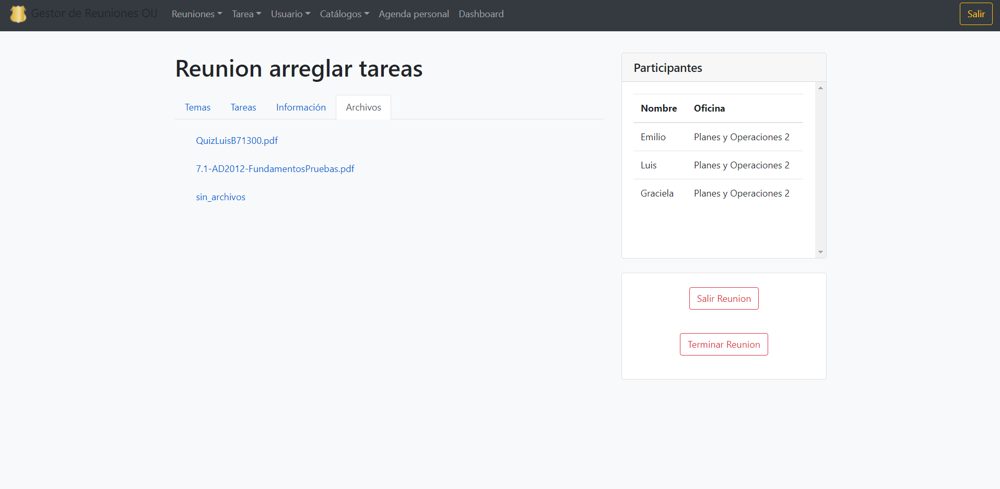 Gestor de Reuniones OIJ Reuniones Tarea Usuario Catálogos Agenda personal Dashboard Salir
Reunion arreglar tareas
Temas Tareas Información Archivos
QuizLuisB71300.pdf
7.1-AD2012-FundamentosPruebas.pdf
sin_archivos
Participantes
Nombre Oficina
Emilio Planes y Operaciones 2
Luis Planes y Operaciones 2
Graciela Planes y Operaciones 2
Salir Reunion
Terminar Reunion